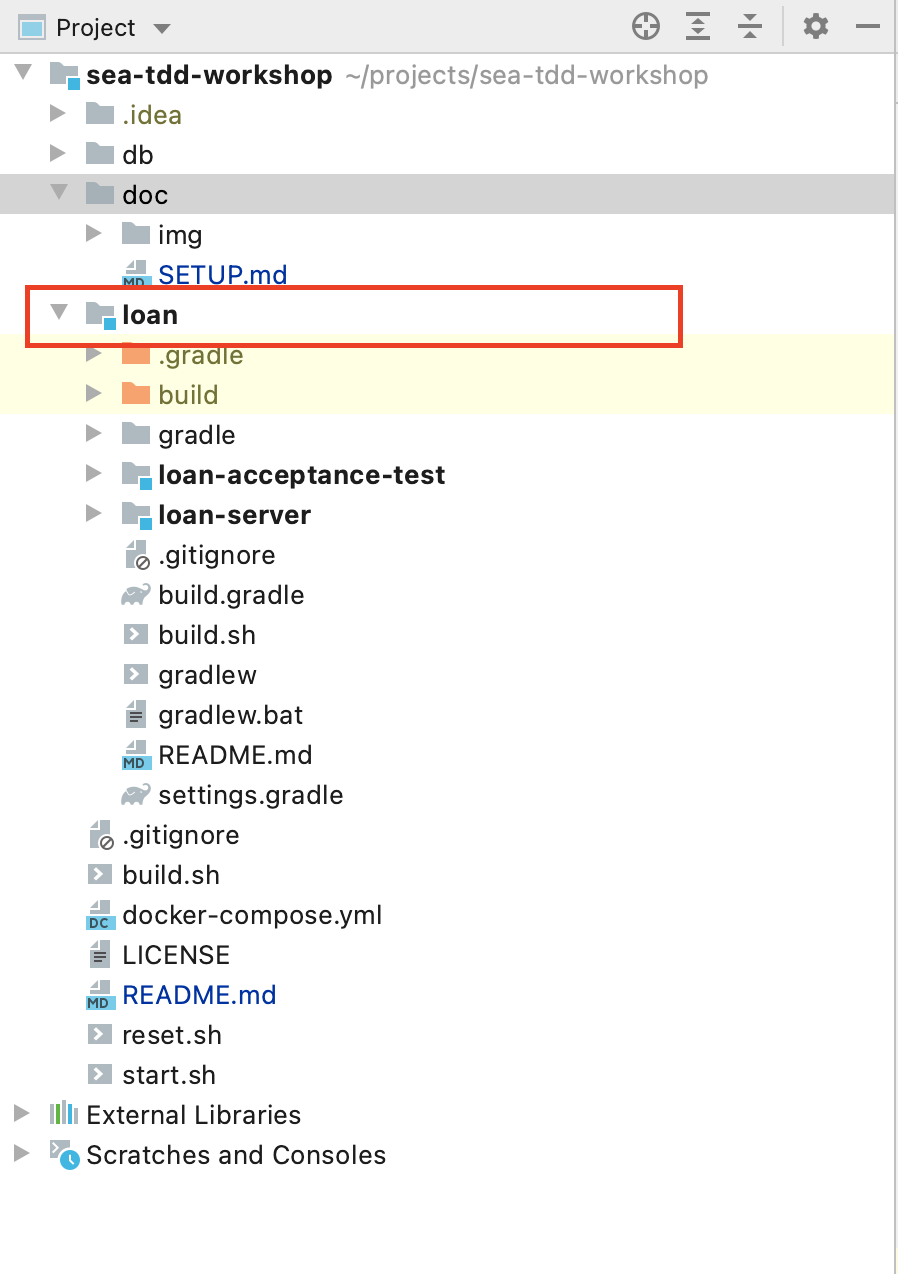 Project
sea-tdd-workshop ~/projects/sea-tdd-workshop
.idea
db
doc
img
MD SETUP.md
loan
.gradle
build
gradle
loan-acceptance-test
loan-server
.gitignore
build.gradle
build.sh
gradlew
gradlew.bat
MD README.md
settings.gradle
.gitignore
build.sh
DC docker-compose.yml
LICENSE
MD README.md
reset.sh
start.sh
External Libraries
Scratches and Consoles